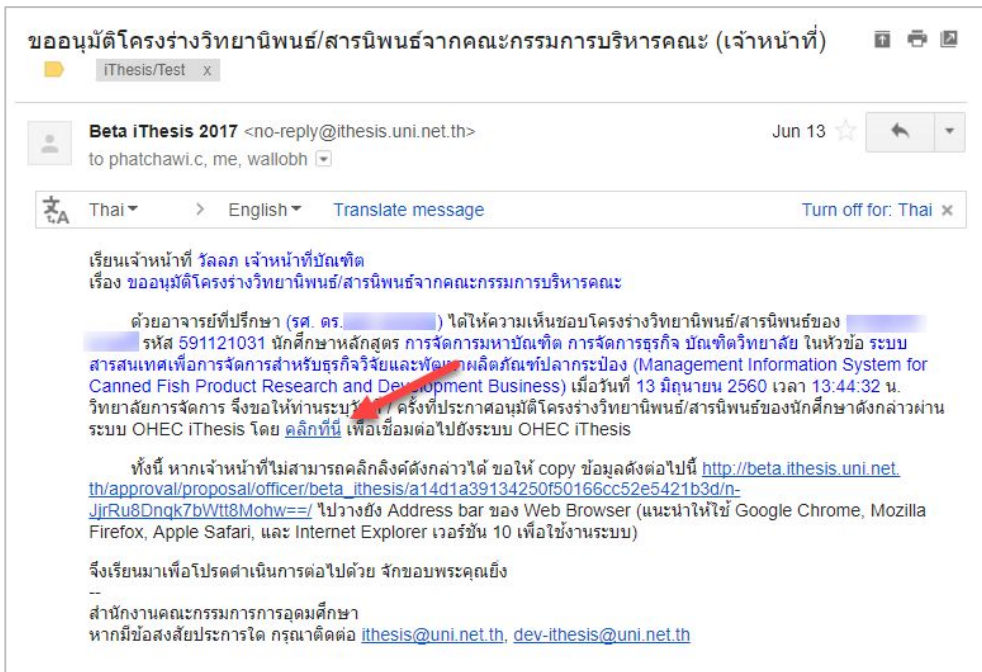 ขออนุมัติโครงร่างวิทยานิพนธ์/สารนิพนธ์จากคณะกรรมการบริหารคณะ (เจ้าหน้าที่)
iThesis/Test x
Beta iThesis 2017 <no-reply@ithesis.uni.net.th> Jun 13
to phatchawi.c, me, wallobh
Thai > English Translate message Turn off for: Thai x
เรียนเจ้าหน้าที่ วัลลภ เจ้าหน้าที่บัณฑิต
เรื่อง ขออนุมัติโครงร่างวิทยานิพนธ์/สารนิพนธ์จากคณะกรรมการบริหารคณะ
ด้วยอาจารย์ที่ปรึกษา (รศ. ดร. ) ได้ให้ความเห็นชอบโครงร่างวิทยานิพนธ์/สารนิพนธ์ของ
รหัส 591121031 นักศึกษาหลักสูตร การจัดการมหาบัณฑิต การจัดการธุรกิจ บัณฑิตวิทยาลัย ในหัวข้อ ระบบ
สารสนเทศเพื่อการจัดการสำหรับธุรกิจวิจัยและพัฒนาผลิตภัณฑ์ปลากระป๋อง (Management Information System for
Canned Fish Product Research and Development Business) เมื่อวันที่ 13 มิถุนายน 2560 เวลา 13:44:32 น.
วิทยาลัยการจัดการ จึงขอให้ท่านระบุวันที่ / ครั้งที่ประกาศอนุมัติโครงร่างวิทยานิพนธ์/สารนิพนธ์ของนักศึกษาดังกล่าวผ่าน
ระบบ OHEC iThesis โดย คลิกที่นี่ เพื่อเชื่อมต่อไปยังระบบ OHEC iThesis
ทั้งนี้ หากเจ้าหน้าที่ไม่สามารถคลิกลิงค์ดังกล่าวได้ ขอให้ copy ข้อมูลดังต่อไปนี้ http://beta.ithesis.uni.net.
th/approval/proposal/officer/beta_ithesis/a14d1a39134250f50166cc52e5421b3d/n-
JjrRu8Dnqk7bWtt8Mohw==/ ไปวางยัง Address bar ของ Web Browser (แนะนำให้ใช้ Google Chrome, Mozilla
Firefox, Apple Safari, และ Internet Explorer เวอร์ชัน 10 เพื่อใช้งานระบบ)
จึงเรียนมาเพื่อโปรดดำเนินการต่อไปด้วย จักขอบพระคุณยิ่ง
--
สำนักงานคณะกรรมการการอุดมศึกษา
หากมีข้อสงสัยประการใด กรุณาติดต่อ ithesis@uni.net.th, dev-ithesis@uni.net.th